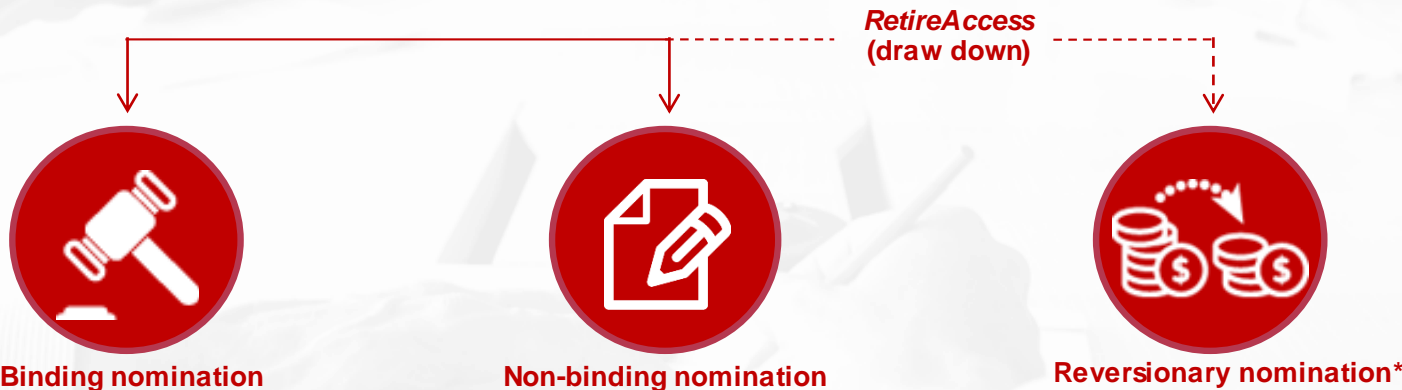 RetireAccess
(draw down)
$ $
Binding nomination
Non-binding nomination
Reversionary nomination*